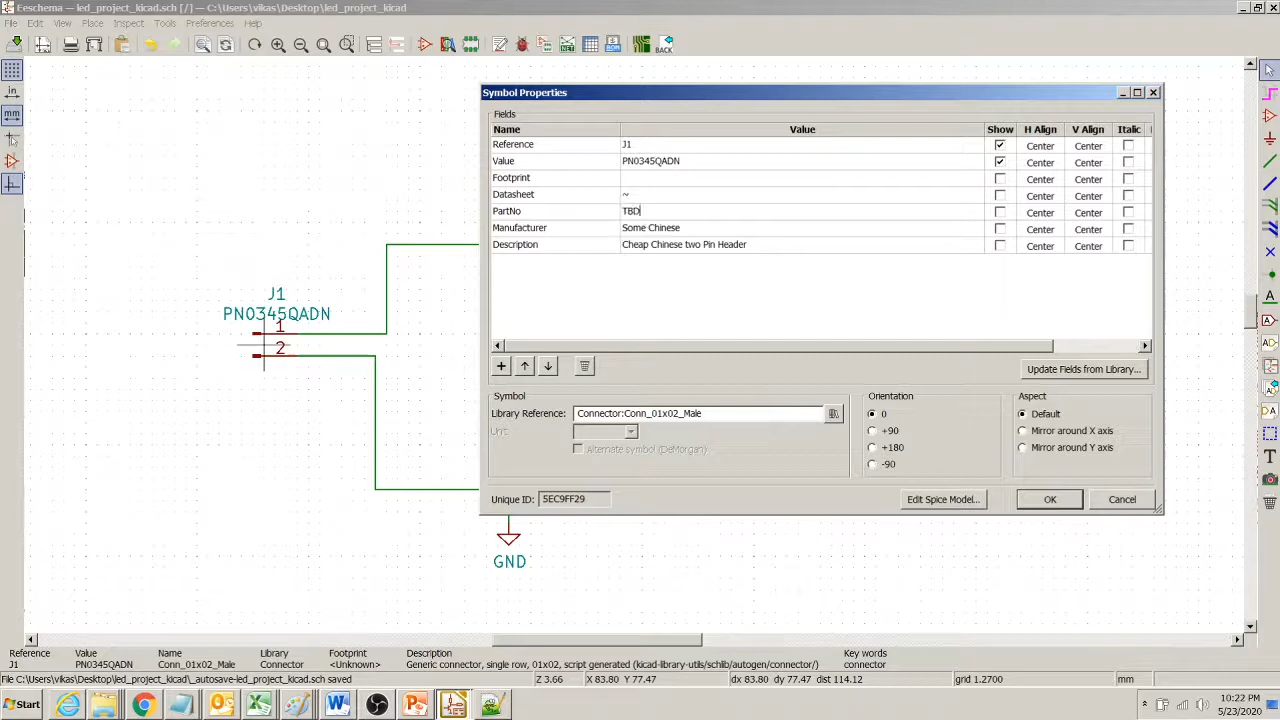 Eeschema — led_project_kicad.sch [/] — C:\Users\vikas\Desktop\led_project_kicad
File Edit View Place Inspect Tools Preferences Help
BACK
Symbol Properties
Fields
Name Value Show H Align V Align Italic
Reference J1 Center Center
Value PN0345QADN Center Center
Footprint Center Center
Datasheet ~ Center Center
PartNo TBD Center Center
Manufacturer Some Chinese Center Center
Description Cheap Chinese two Pin Header Center Center
Update Fields from Library...
Symbol
Library Reference: Connector:Conn_01x02_Male
Unit:
Alternate symbol (DeMorgan)
Orientation
0
+90
+180
-90
Aspect
Default
Mirror around X axis
Mirror around Y axis
Unique ID: 5EC9FF29
Edit Spice Model... OK Cancel
J1
PN0345QADN
1
2
GND
in
mm
Reference Value Name Library Footprint Description Key words
J1 PN0345QADN Conn_01x02_Male Connector <Unknown> Generic connector, single row, 01x02, script generated (kicad-library-utils/schlib/autogen/connector/) connector
File C:\Users\vikas\Desktop\led_project_kicad\_autosave-led_project_kicad.sch saved Z 3.66 X 83.80 Y 77.47 dx 83.80 dy 77.47 dist 114.12 grid 1.2700 mm
Start
10:22 PM
5/23/2020